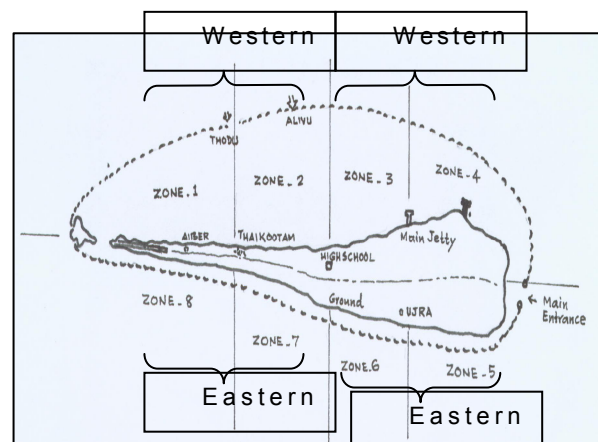 Western Western
ALIVU
THODU
ZONE-1 ZONE-2 ZONE-3 ZONE-4
AIBER THAIKOOTAM HIGHSCHOOL Main Jetty
Ground UJRA Main
Entrance
ZONE-8
ZONE-7
ZONE.6 ZONE-5
Eastern
Eastern